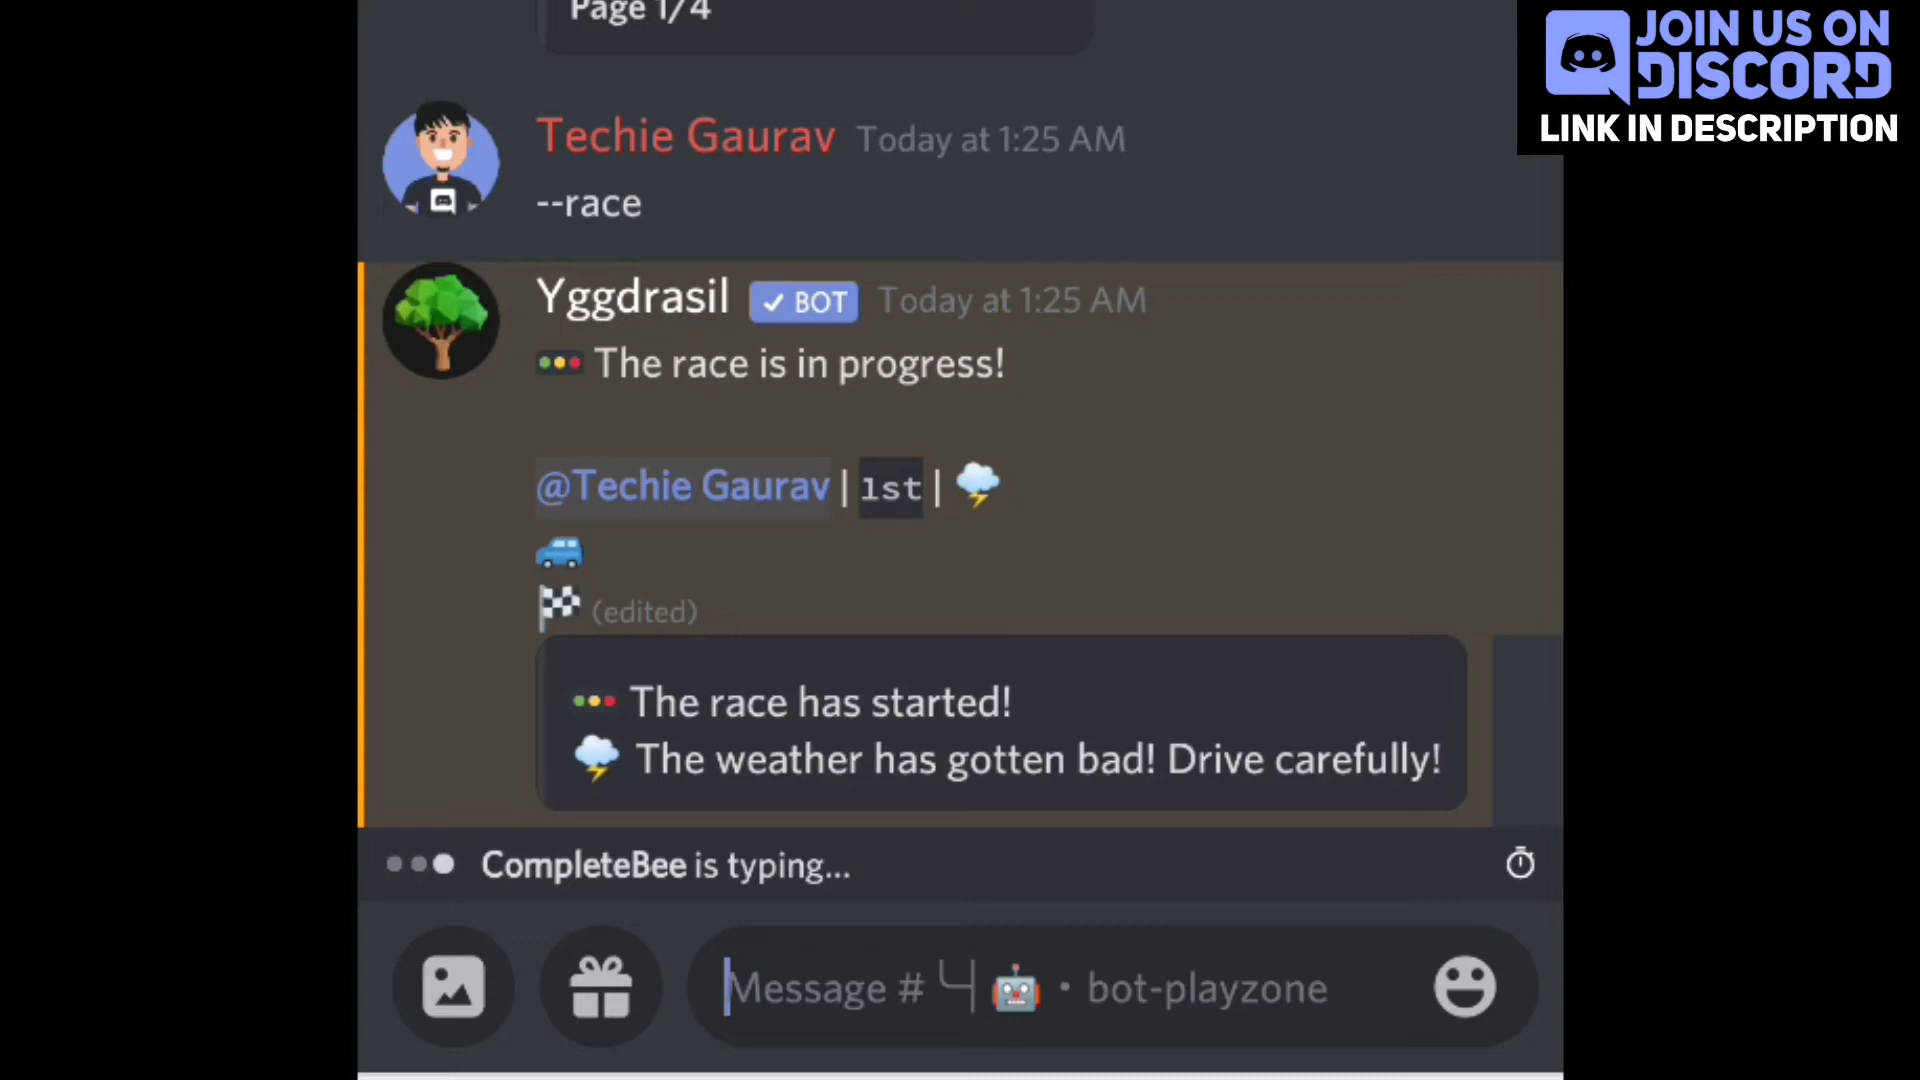 Page 1/4
JOIN US ON
DISCORD
LINK IN DESCRIPTION
Techie Gaurav Today at 1:25 AM
--race
Yggdrasil ✓ BOT Today at 1:25 AM
The race is in progress!
@Techie Gaurav | 1st | 🌩
🚙
🏁 (edited)
The race has started!
🌩 The weather has gotten bad! Drive carefully!
CompleteBee is typing...
Message # ╰┤🤖・bot-playzone